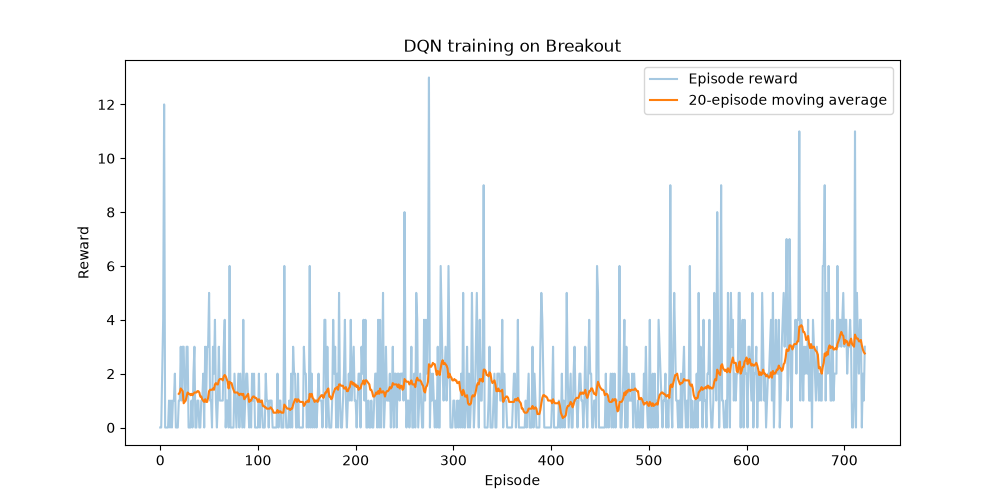 DQN training on Breakout
Episode reward
20-episode moving average
Reward
12
10
8
6
4
2
0
0 100 200 300 400 500 600 700
Episode